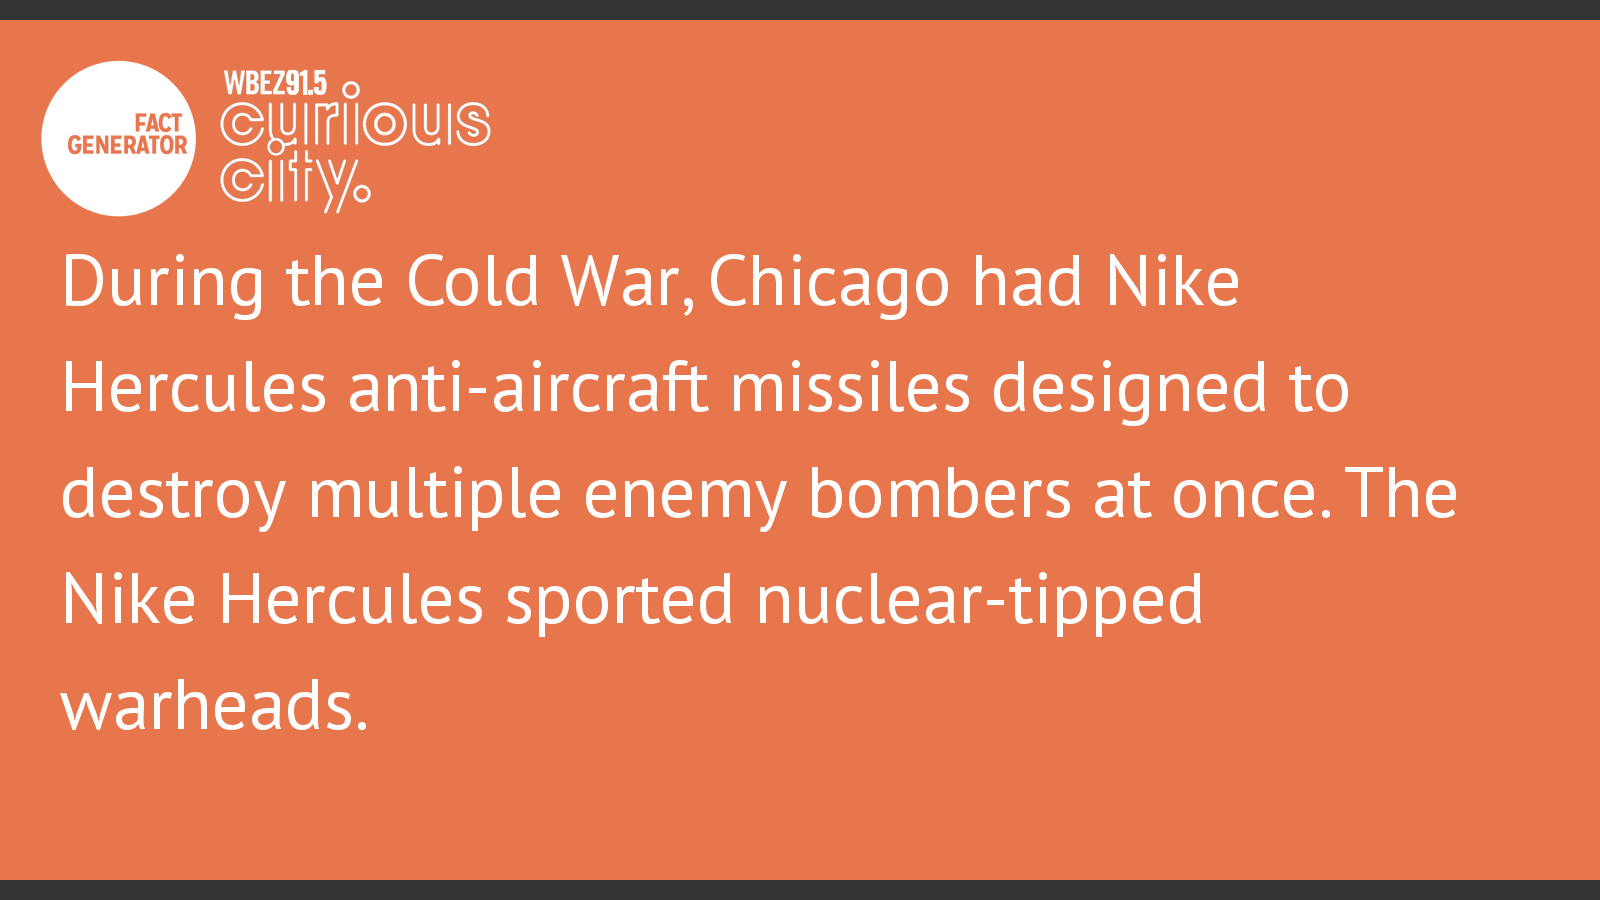 FACT
GENERATOR
WBEZ91.5
curious
city.
During the Cold War, Chicago had Nike
Hercules anti-aircraft missiles designed to
destroy multiple enemy bombers at once. The
Nike Hercules sported nuclear-tipped
warheads.